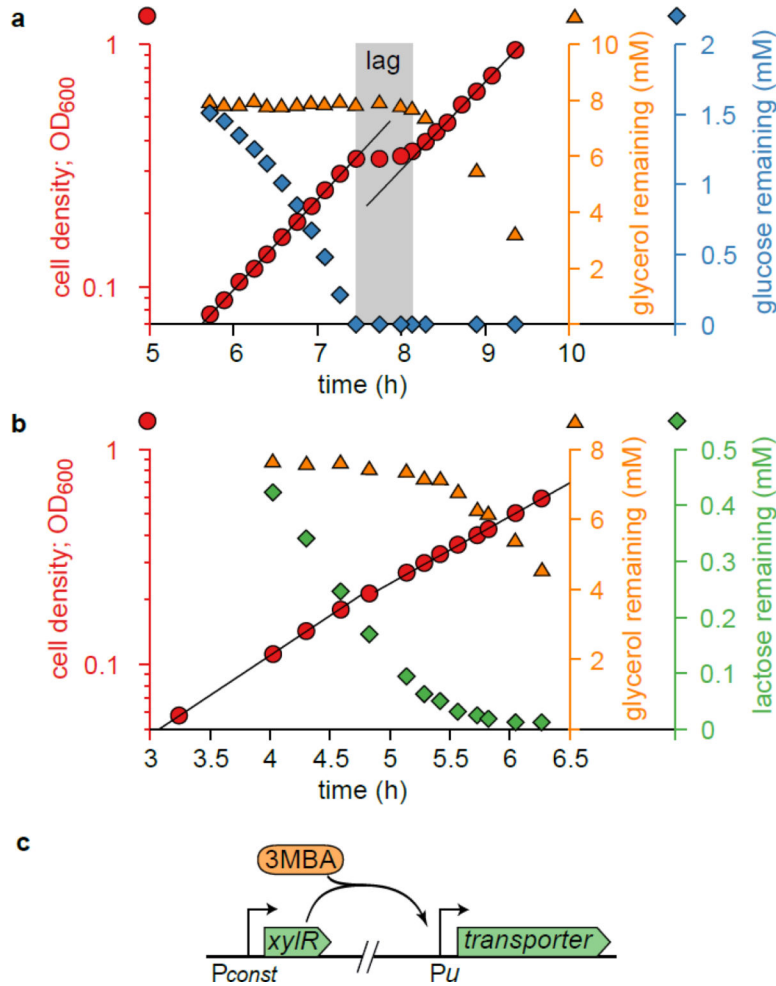 a
cell density; OD600
1
0.1
lag
5 6 7 8 9 10
time (h)
10
8
6
4
2
glycerol remaining (mM)
2
1.5
1
0.5
0
glucose remaining (mM)
b
cell density; OD600
1
0.1
3 3.5 4 4.5 5 5.5 6 6.5
time (h)
8
6
4
2
glycerol remaining (mM)
0.5
0.4
0.3
0.2
0.1
0
lactose remaining (mM)
c
3MBA
xylR
transporter
Pconst
Pu